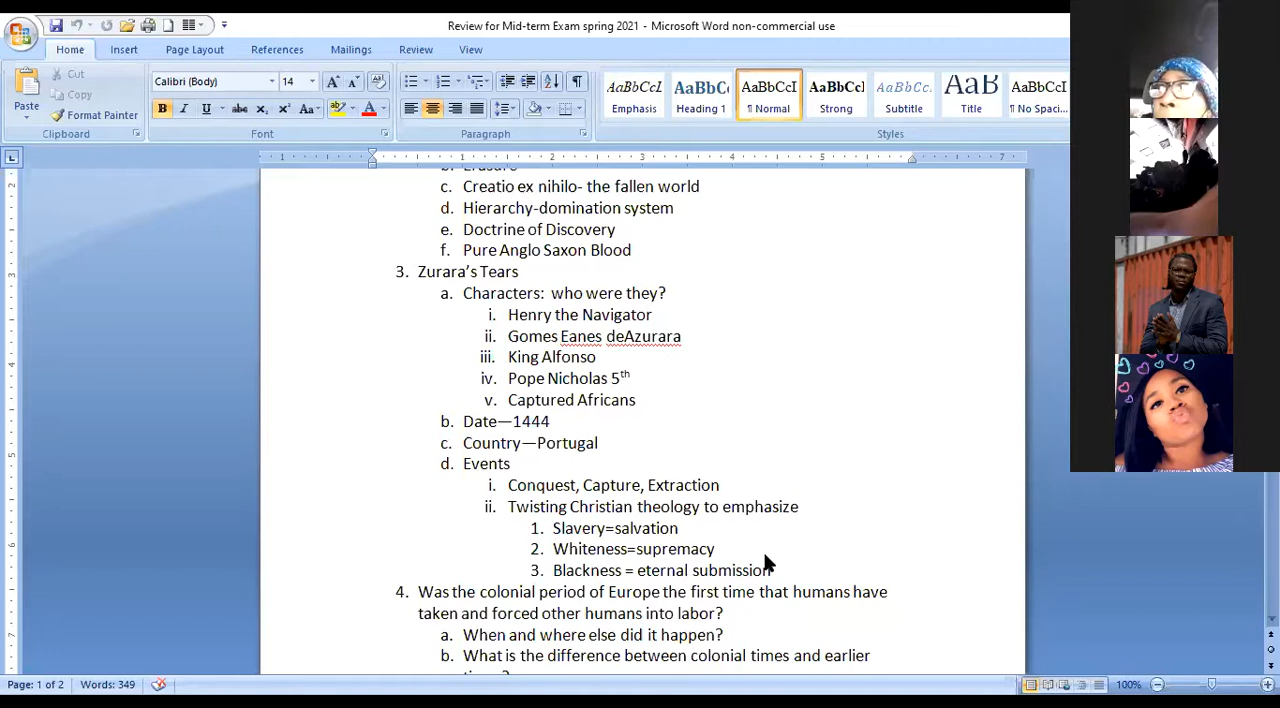 Review for Mid-term Exam spring 2021 - Microsoft Word non-commercial use
Home Insert Page Layout References Mailings Review View
Paste
Cut
Copy
Format Painter
Clipboard
Calibri (Body) 14
Font
Paragraph
AaBbCcI AaBbC AaBbCcI AaBbCcI AaBbCc. AaB AaBbCcI
Emphasis Heading 1 ¶ Normal Strong Subtitle Title ¶ No Spaci...
Styles
c. Creatio ex nihilo- the fallen world
d. Hierarchy-domination system
e. Doctrine of Discovery
f. Pure Anglo Saxon Blood
3. Zurara’s Tears
a. Characters: who were they?
i. Henry the Navigator
ii. Gomes Eanes deAzurara
iii. King Alfonso
iv. Pope Nicholas 5th
v. Captured Africans
b. Date—1444
c. Country—Portugal
d. Events
i. Conquest, Capture, Extraction
ii. Twisting Christian theology to emphasize
1. Slavery=salvation
2. Whiteness=supremacy
3. Blackness = eternal submission
4. Was the colonial period of Europe the first time that humans have
taken and forced other humans into labor?
a. When and where else did it happen?
b. What is the difference between colonial times and earlier
Page: 1 of 2 Words: 349 100%